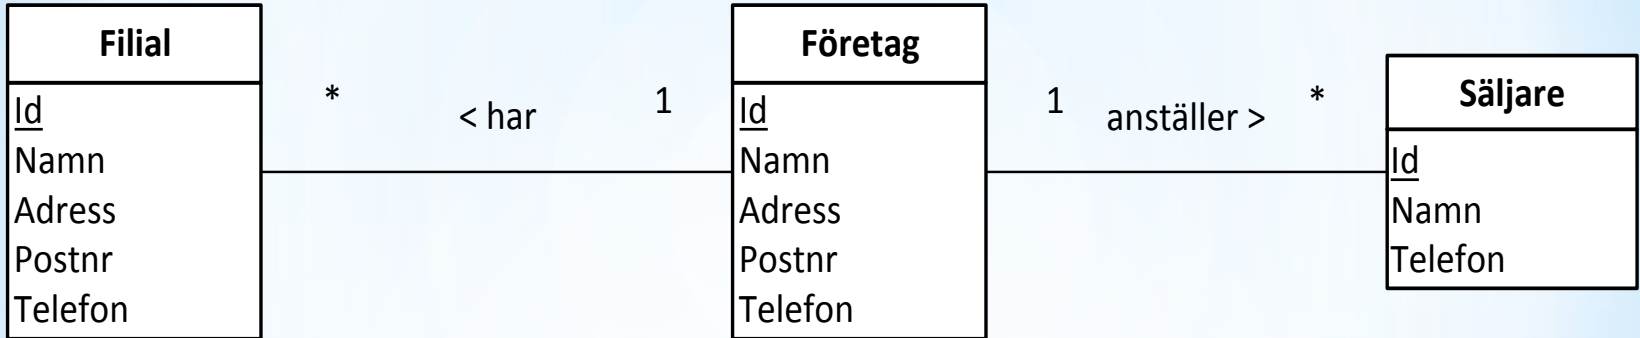 Filial
Id
Namn
Adress
Postnr
Telefon
* < har 1
Företag
Id
Namn
Adress
Postnr
Telefon
1 anställer > *
Säljare
Id
Namn
Telefon